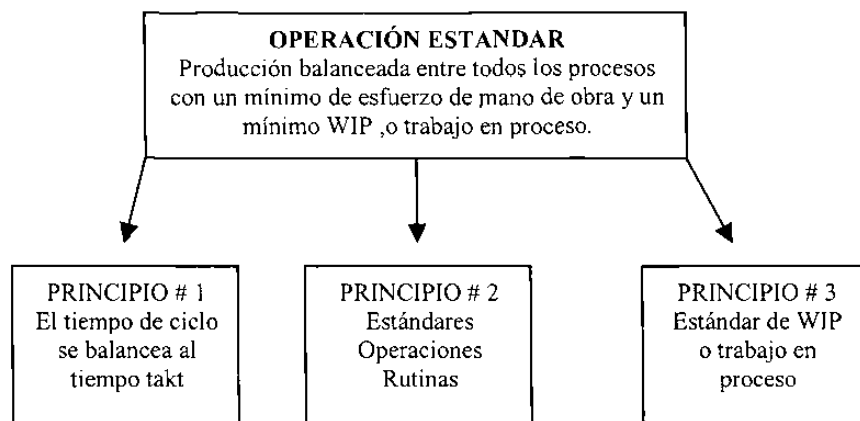 OPERACIÓN ESTANDAR
Producción balanceada entre todos los procesos
con un mínimo de esfuerzo de mano de obra y un
mínimo WIP ,o trabajo en proceso.
PRINCIPIO # 1
El tiempo de ciclo
se balancea al
tiempo takt
PRINCIPIO # 2
Estándares
Operaciones
Rutinas
PRINCIPIO # 3
Estándar de WIP
o trabajo en
proceso